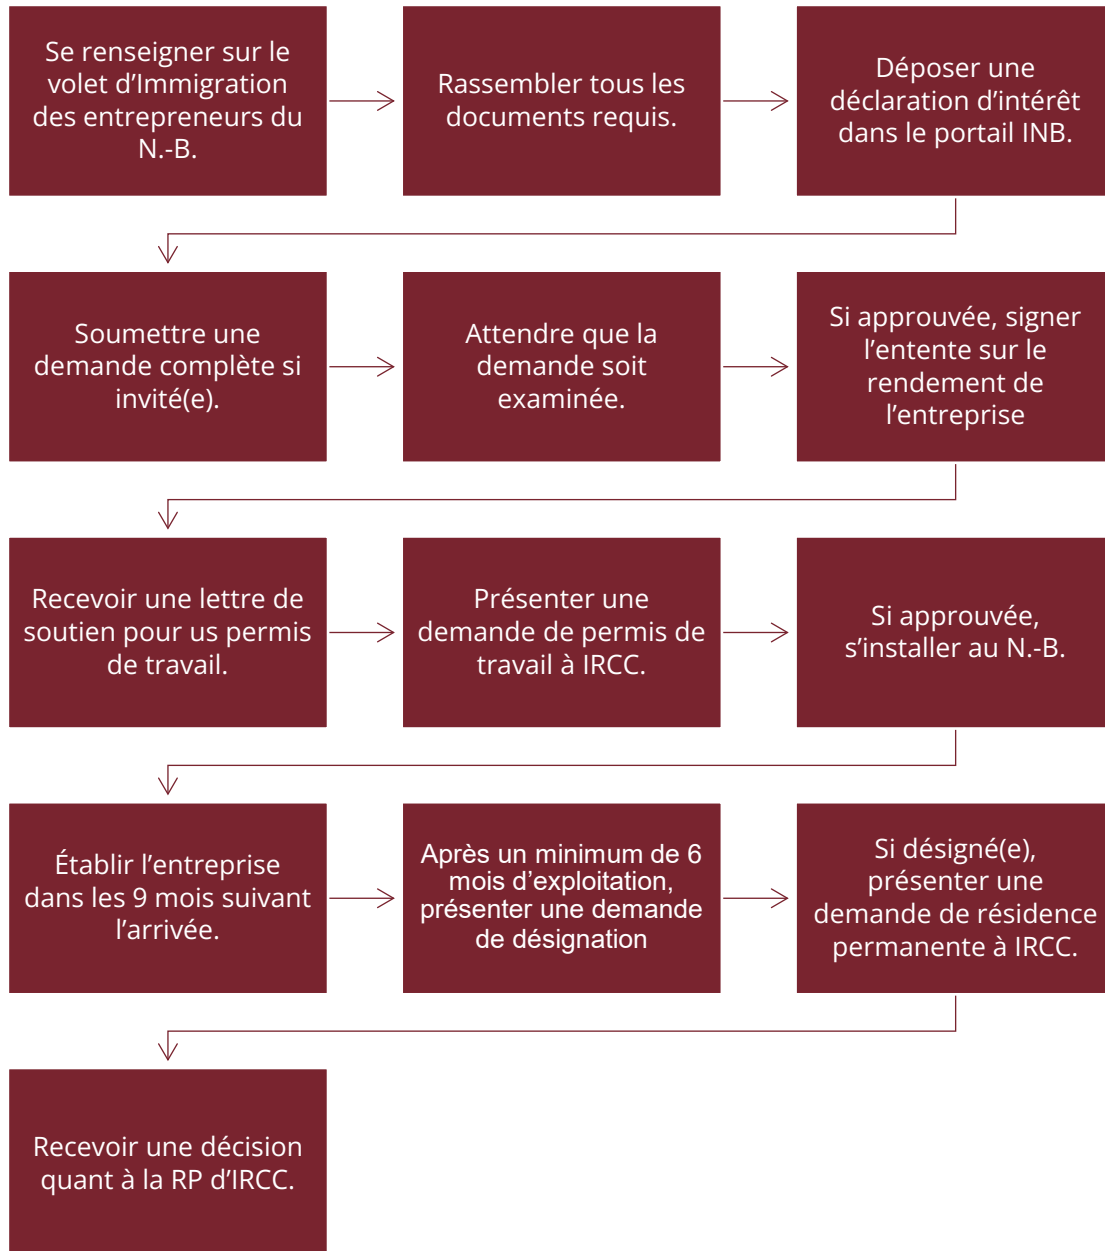 Se renseigner sur le
volet d’Immigration
des entrepreneurs du
N.-B.
Rassembler tous les
documents requis.
Déposer une
déclaration d’intérêt
dans le portail INB.
Soumettre une
demande complète si
invité(e).
Attendre que la
demande soit
examinée.
Si approuvée, signer
l’entente sur le
rendement de
l’entreprise
Recevoir une lettre de
soutien pour us permis
de travail.
Présenter une
demande de permis de
travail à IRCC.
Si approuvée,
s’installer au N.-B.
Établir l’entreprise
dans les 9 mois suivant
l’arrivée.
Après un minimum de 6
mois d’exploitation,
présenter une demande
de désignation
Si désigné(e),
présenter une
demande de résidence
permanente à IRCC.
Recevoir une décision
quant à la RP d’IRCC.